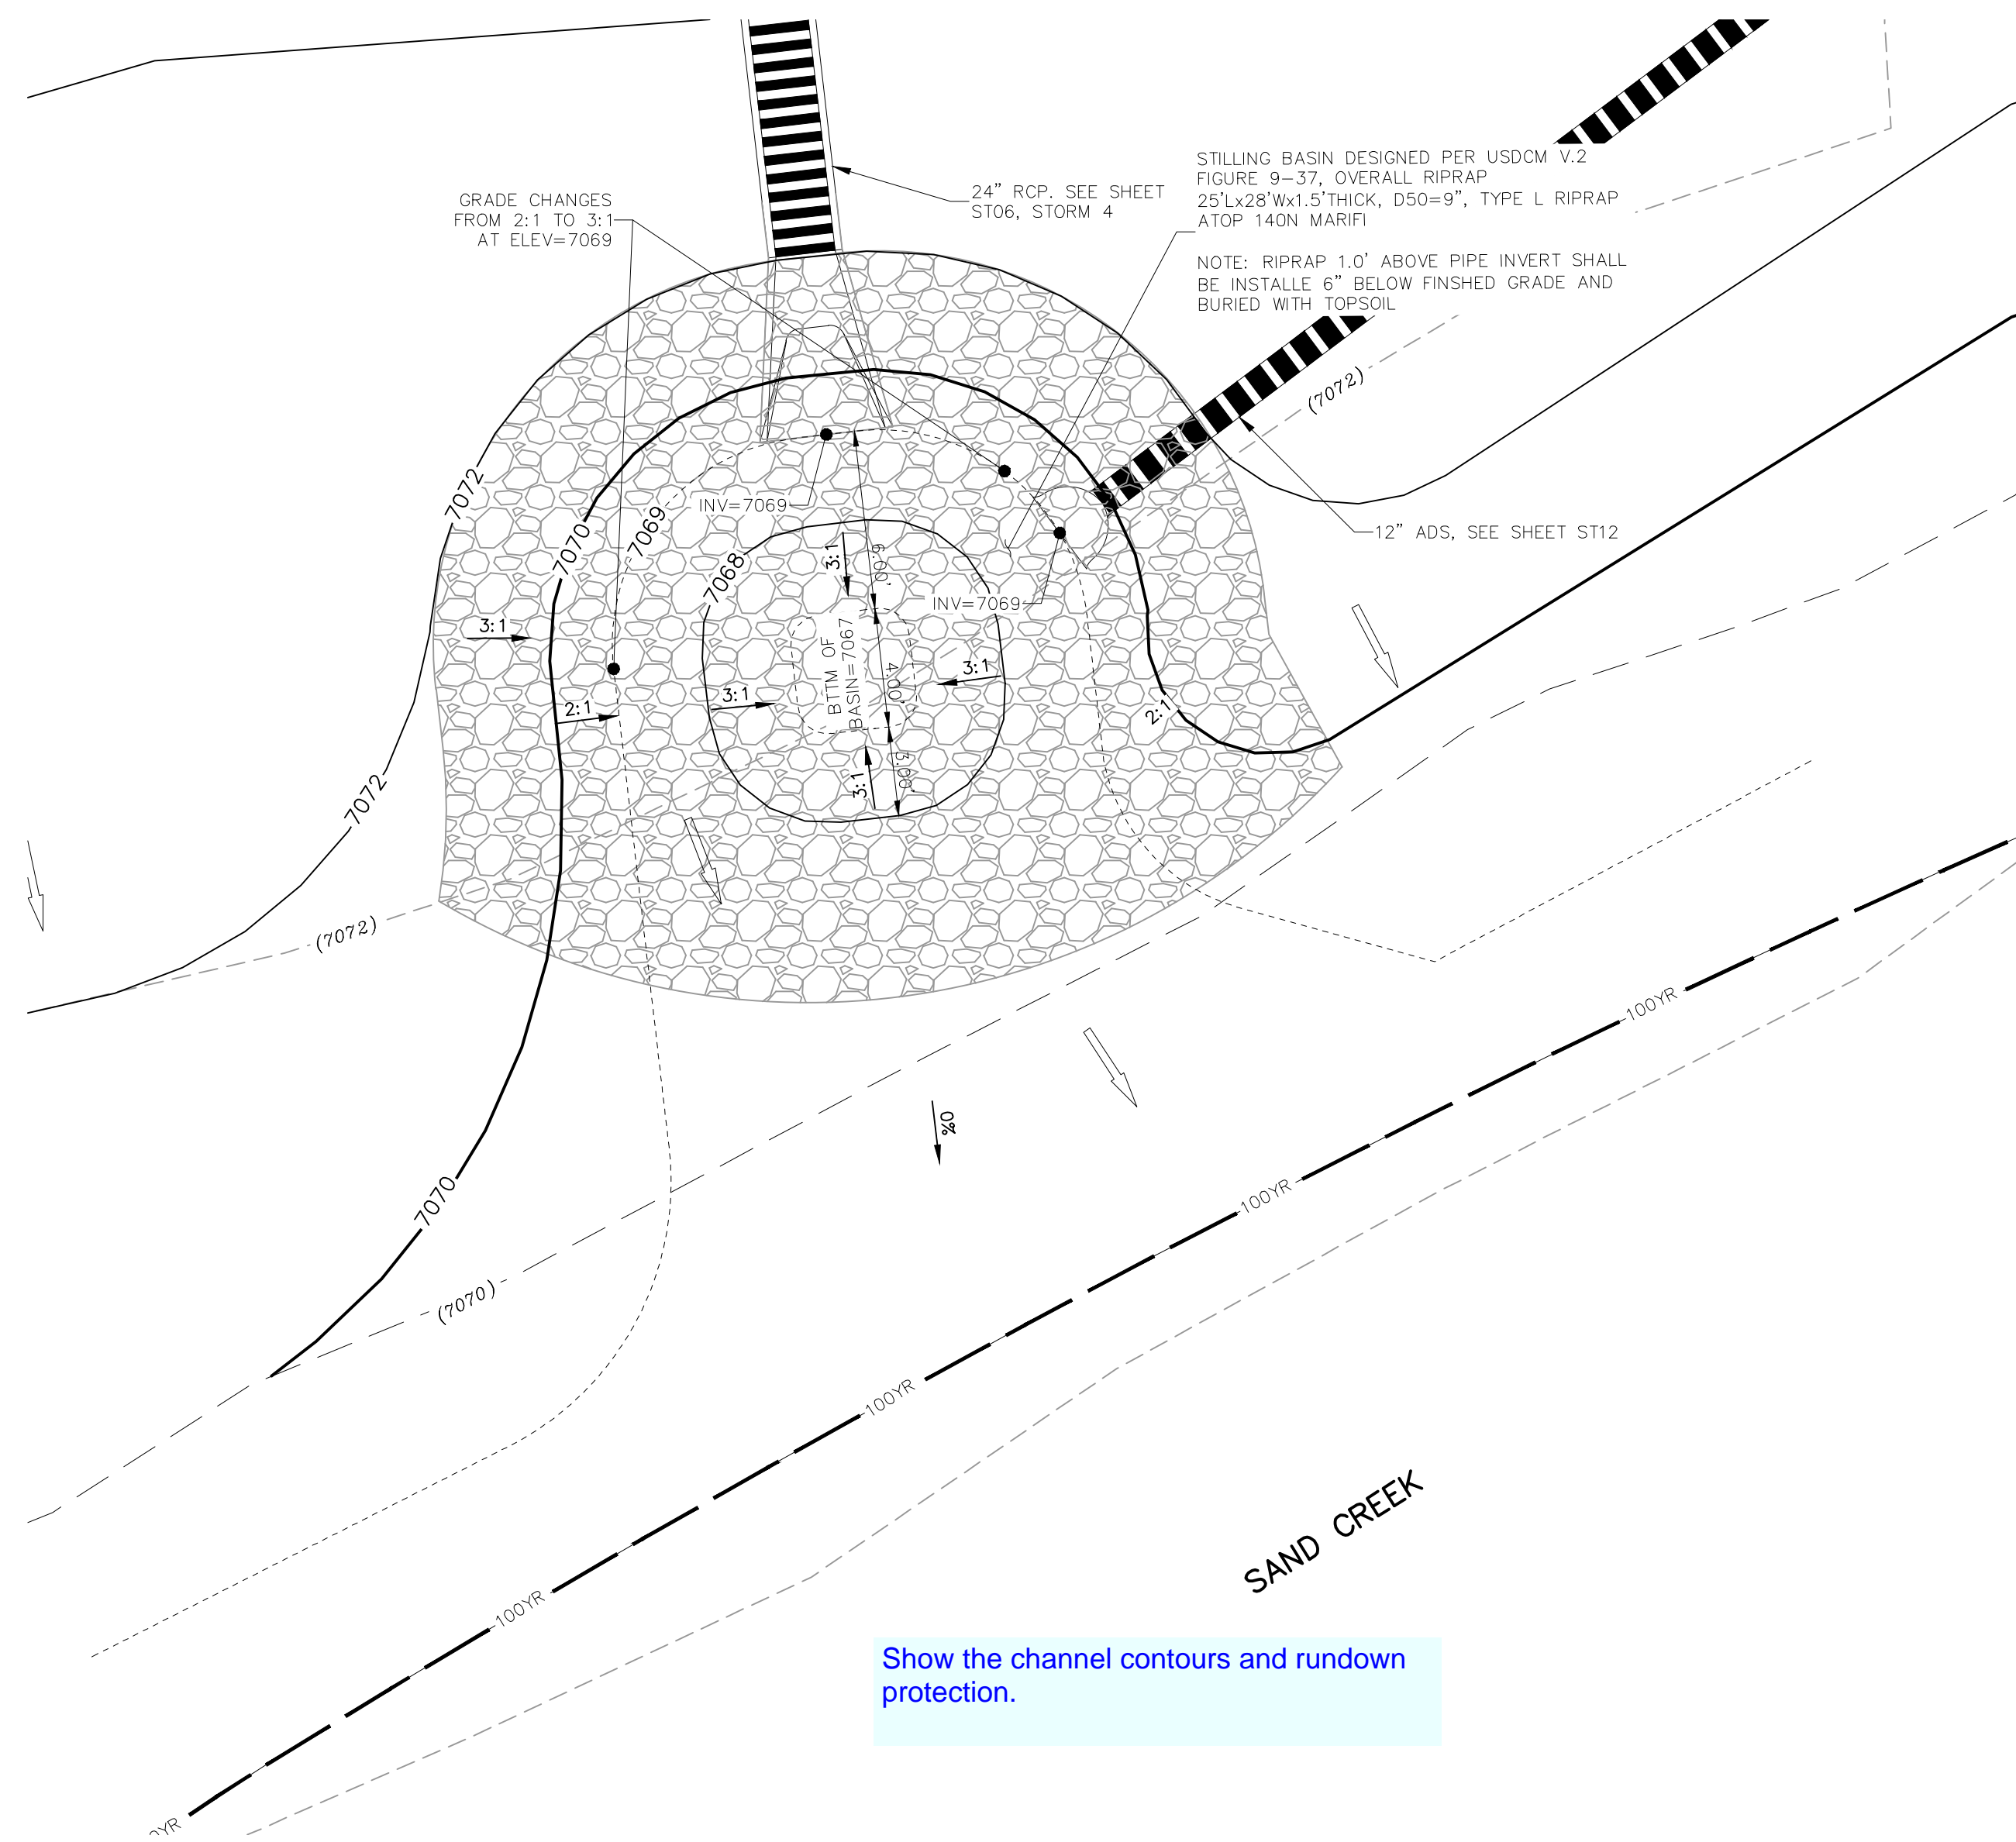 GRADE CHANGES
FROM 2:1 TO 3:1
AT ELEV=7069
24" RCP. SEE SHEET
ST06, STORM 4
STILLING BASIN DESIGNED PER USDCM V.2
FIGURE 9-37, OVERALL RIPRAP
25'Lx28'Wx1.5'THICK, D50=9", TYPE L RIPRAP
ATOP 140N MARIFI
NOTE: RIPRAP 1.0' ABOVE PIPE INVERT SHALL
BE INSTALLE 6" BELOW FINSHED GRADE AND
BURIED WITH TOPSOIL
(7072)
7072
7070
7069
INV=7069
12" ADS, SEE SHEET ST12
7068
3:1
6.00'
INV=7069
3:1
BTTM OF
BASIN=7067
4.00'
3:1
3:1
2:1
2:1
3:1
3.00'
7072
(7072)
100YR
0%
7070
100YR
(7070)
100YR
100YR
SAND CREEK
Show the channel contours and rundown
protection.
0YR